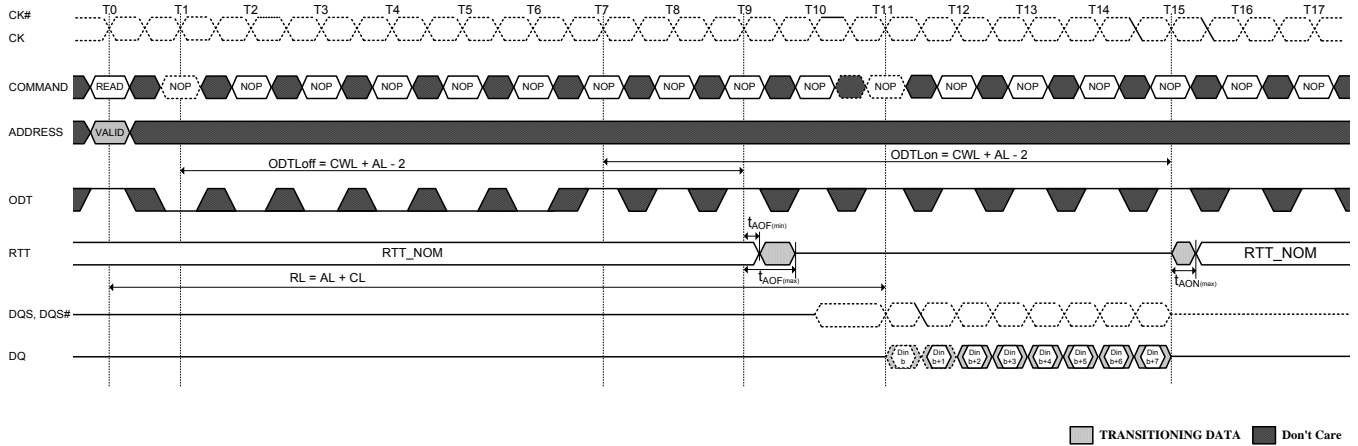 CK#
CK
T0 T1 T2 T3 T4 T5 T6 T7 T8 T9 T10 T11 T12 T13 T14 T15 T16 T17
COMMAND READ NOP NOP NOP NOP NOP NOP NOP NOP NOP NOP NOP NOP NOP NOP NOP NOP NOP
ADDRESS VALID
ODTLoff = CWL + AL - 2
ODTLon = CWL + AL - 2
ODT
tAOF(min)
RTT RTT_NOM RTT_NOM
tAOF(max)
tAON(max)
RL = AL + CL
DQS, DQS#
DQ Din b Din b+1 Din b+2 Din b+3 Din b+4 Din b+5 Din b+6 Din b+7
TRANSITIONING DATA Don't Care